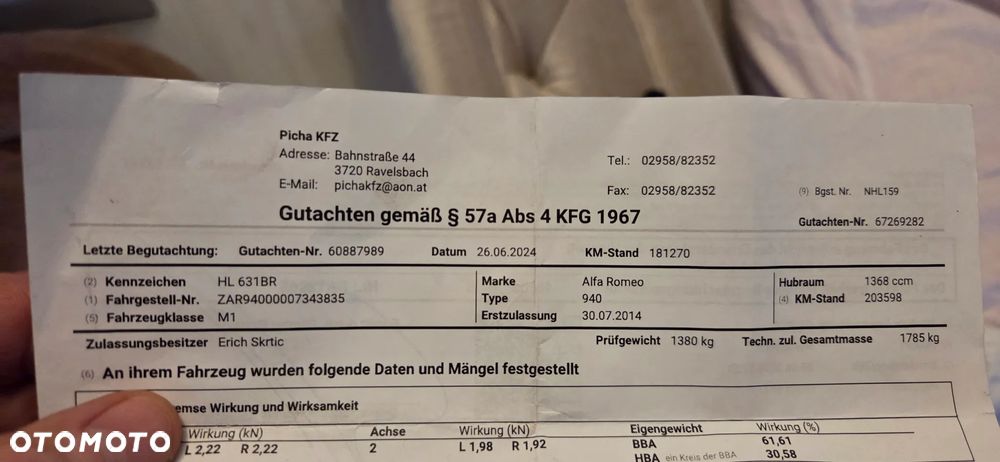 Picha KFZ
Adresse: Bahnstraße 44
3720 Ravelsbach
E-Mail: pichakfz@aon.at
Tel.: 02958/82352
Fax: 02958/82352
(9) Bgst. Nr. NHL159
Gutachten gemäß § 57a Abs 4 KFG 1967
Gutachten-Nr. 67269282
Letzte Begutachtung: Gutachten-Nr. 60887989 Datum 26.06.2024 KM-Stand 181270
(2) Kennzeichen HL 631BR Marke Alfa Romeo Hubraum 1368 ccm
(1) Fahrgestell-Nr. ZAR94000007343835 Type 940 (4) KM-Stand 203598
(5) Fahrzeugklasse M1 Erstzulassung 30.07.2014
Zulassungsbesitzer Erich Skrtic Prüfgewicht 1380 kg Techn. zul. Gesamtmasse 1785 kg
(6) An ihrem Fahrzeug wurden folgende Daten und Mängel festgestellt
emse Wirkung und Wirksamkeit
Wirkung (kN) Achse Wirkung (kN) Eigengewicht Wirkung (%)
L 2,22 R 2,22 2 L 1,98 R 1,92 BBA 61,61
HBA ein Kreis der BBA 30,58
OTOMOTO